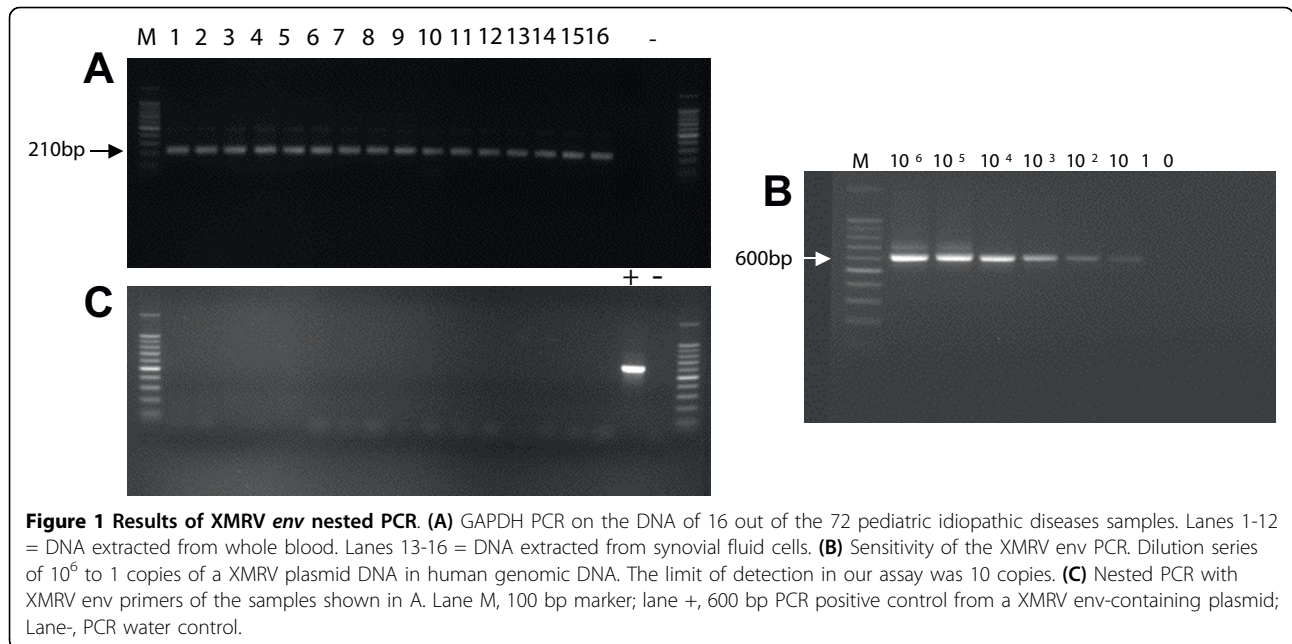 M 1 2 3 4 5 6 7 8 9 10 11 12 13 14 15 16 -
A
210bp
M 10 6 10 5 10 4 10 3 10 2 10 1 0
B
600bp
+ -
C
Figure 1 Results of XMRV env nested PCR. (A) GAPDH PCR on the DNA of 16 out of the 72 pediatric idiopathic diseases samples. Lanes 1-12
= DNA extracted from whole blood. Lanes 13-16 = DNA extracted from synovial fluid cells. (B) Sensitivity of the XMRV env PCR. Dilution series
of 10⁶ to 1 copies of a XMRV plasmid DNA in human genomic DNA. The limit of detection in our assay was 10 copies. (C) Nested PCR with
XMRV env primers of the samples shown in A. Lane M, 100 bp marker; lane +, 600 bp PCR positive control from a XMRV env-containing plasmid;
Lane-, PCR water control.